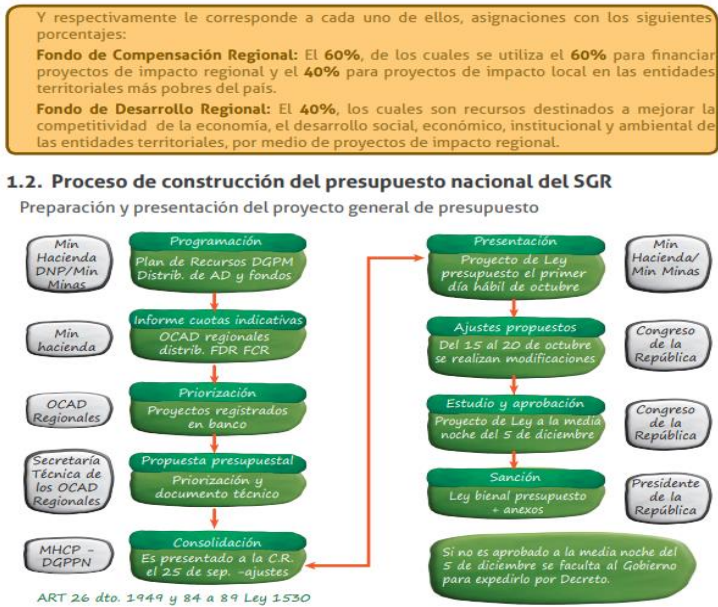 Y respectivamente le corresponde a cada uno de ellos, asignaciones con los siguientes
porcentajes:
Fondo de Compensación Regional: El 60%, de los cuales se utiliza el 60% para financiar
proyectos de impacto regional y el 40% para proyectos de impacto local en las entidades
territoriales más pobres del país.
Fondo de Desarrollo Regional: El 40%, los cuales son recursos destinados a mejorar la
competitividad de la economía, el desarrollo social, económico, institucional y ambiental de
las entidades territoriales, por medio de proyectos de impacto regional.
1.2. Proceso de construcción del presupuesto nacional del SGR
Preparación y presentación del proyecto general de presupuesto
Min
Hacienda
DNP/Min
Minas
Programación
Plan de Recursos DGPM
Distrib. de AD y fondos
Min
hacienda
Informe cuotas indicativas
OCAD regionales
distrib. FDR FCR
OCAD
Regionales
Priorización
Proyectos registrados
en banco
Secretaría
Técnica de
los OCAD
Regionales
Propuesta presupuestal
Priorización y
documento técnico
MHCP -
DGPPN
Consolidación
Es presentado a la C.R.
el 25 de sep. -ajustes
ART 26 dto. 1949 y 84 a 89 Ley 1530
Presentación
Proyecto de Ley
presupuesto el primer
día hábil de octubre
Min
Hacienda/
Min Minas
Ajustes propuestos
Del 15 al 20 de octubre
se realizan modificaciones
Congreso
de la
República
Estudio y aprobación
Proyecto de Ley a la media
noche del 5 de diciembre
Congreso
de la
República
Sanción
Ley bienal presupuesto
+ anexos
Presidente
de la
República
Si no es aprobado a la media noche del
5 de diciembre se faculta al Gobierno
para expedirlo por Decreto.